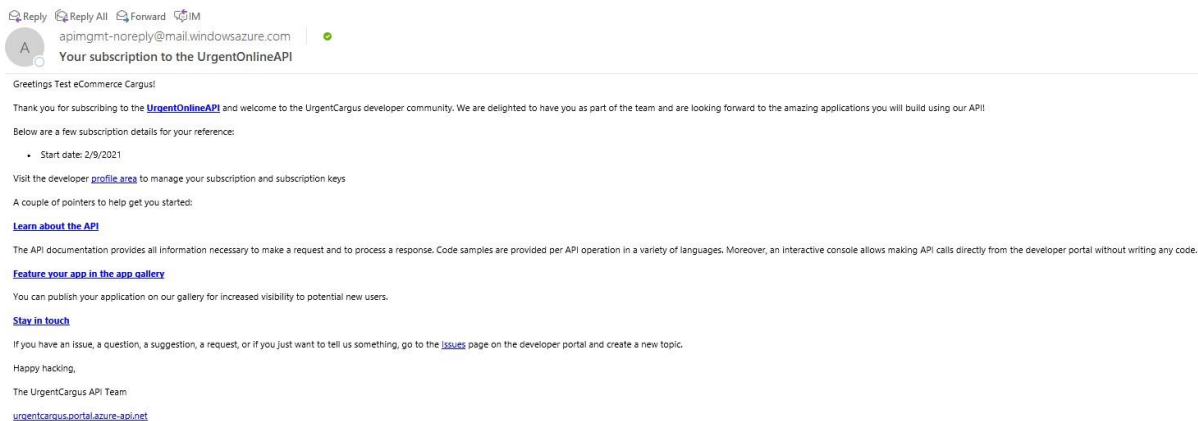 Reply Reply All Forward IM
A
apimgmt-noreply@mail.windowsazure.com
Your subscription to the UrgentOnlineAPI
Greetings Test eCommerce Cargus!
Thank you for subscribing to the UrgentOnlineAPI and welcome to the UrgentCargus developer community. We are delighted to have you as part of the team and are looking forward to the amazing applications you will build using our API!
Below are a few subscription details for your reference:
• Start date: 2/9/2021
Visit the developer profile area to manage your subscription and subscription keys
A couple of pointers to help get you started:
Learn about the API
The API documentation provides all information necessary to make a request and to process a response. Code samples are provided per API operation in a variety of languages. Moreover, an interactive console allows making API calls directly from the developer portal without writing any code.
Feature your app in the app gallery
You can publish your application on our gallery for increased visibility to potential new users.
Stay in touch
If you have an issue, a question, a suggestion, a request, or if you just want to tell us something, go to the Issues page on the developer portal and create a new topic.
Happy hacking,
The UrgentCargus API Team
urgentcargus.portal.azure-api.net